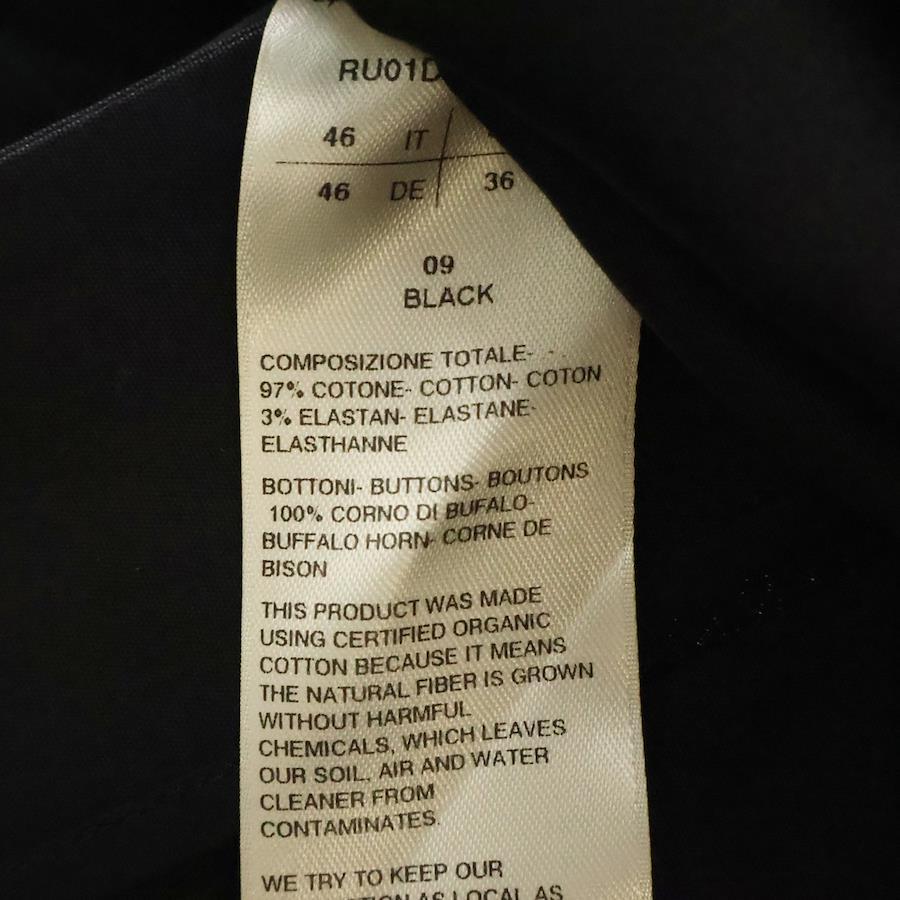 RU01D
46 IT
46 DE 36
09
BLACK
COMPOSIZIONE TOTALE-
97% COTONE- COTTON- COTON
3% ELASTAN- ELASTANE-
ELASTHANNE
BOTTONI- BUTTONS- BOUTONS
100% CORNO DI BUFALO-
BUFFALO HORN- CORNE DE
BISON
THIS PRODUCT WAS MADE
USING CERTIFIED ORGANIC
COTTON BECAUSE IT MEANS
THE NATURAL FIBER IS GROWN
WITHOUT HARMFUL
CHEMICALS, WHICH LEAVES
OUR SOIL, AIR AND WATER
CLEANER FROM
CONTAMINATES.
WE TRY TO KEEP OUR
AS LOCAL AS